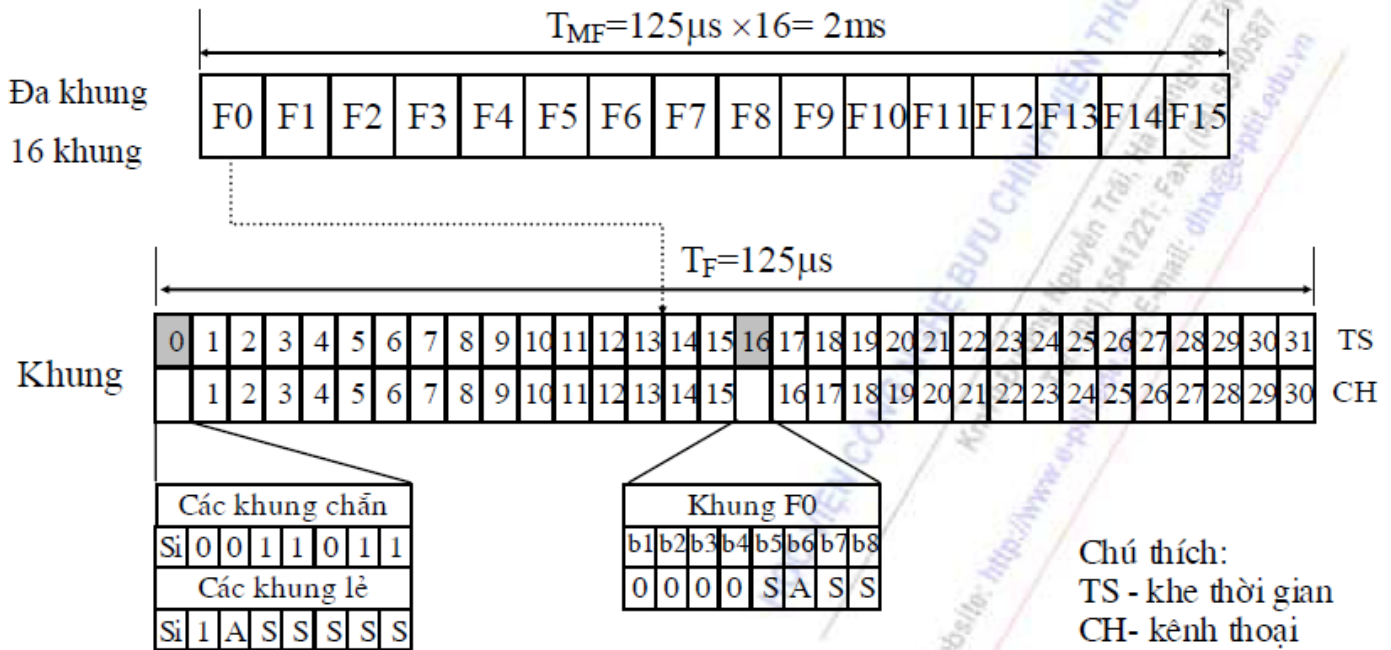 T_MF=125µs ×16= 2ms
Đa khung
16 khung
F0 F1 F2 F3 F4 F5 F6 F7 F8 F9 F10 F11 F12 F13 F14 F15
T_F=125µs
Khung
0 1 2 3 4 5 6 7 8 9 10 11 12 13 14 15 16 17 18 19 20 21 22 23 24 25 26 27 28 29 30 31 TS
1 2 3 4 5 6 7 8 9 10 11 12 13 14 15 16 17 18 19 20 21 22 23 24 25 26 27 28 29 30 CH
Các khung chẵn
Si 0 0 1 1 0 1 1
Các khung lẻ
Si 1 A S S S S S
Khung F0
b1 b2 b3 b4 b5 b6 b7 b8
0 0 0 0 S A S S
Chú thích:
TS - khe thời gian
CH- kênh thoại